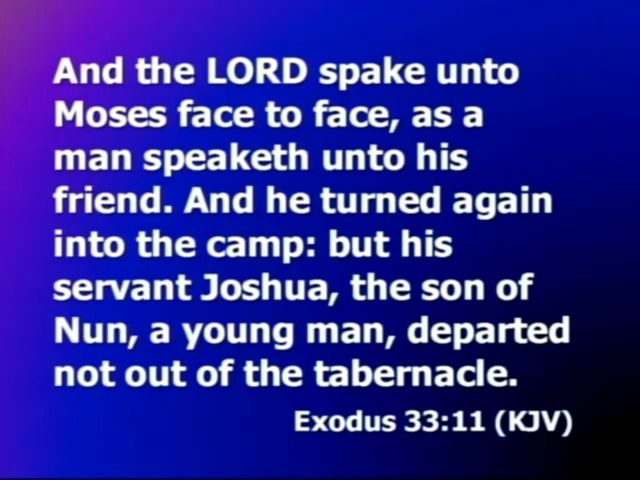 And the LORD spake unto
Moses face to face, as a
man speaketh unto his
friend. And he turned again
into the camp: but his
servant Joshua, the son of
Nun, a young man, departed
not out of the tabernacle.
Exodus 33:11 (KJV)